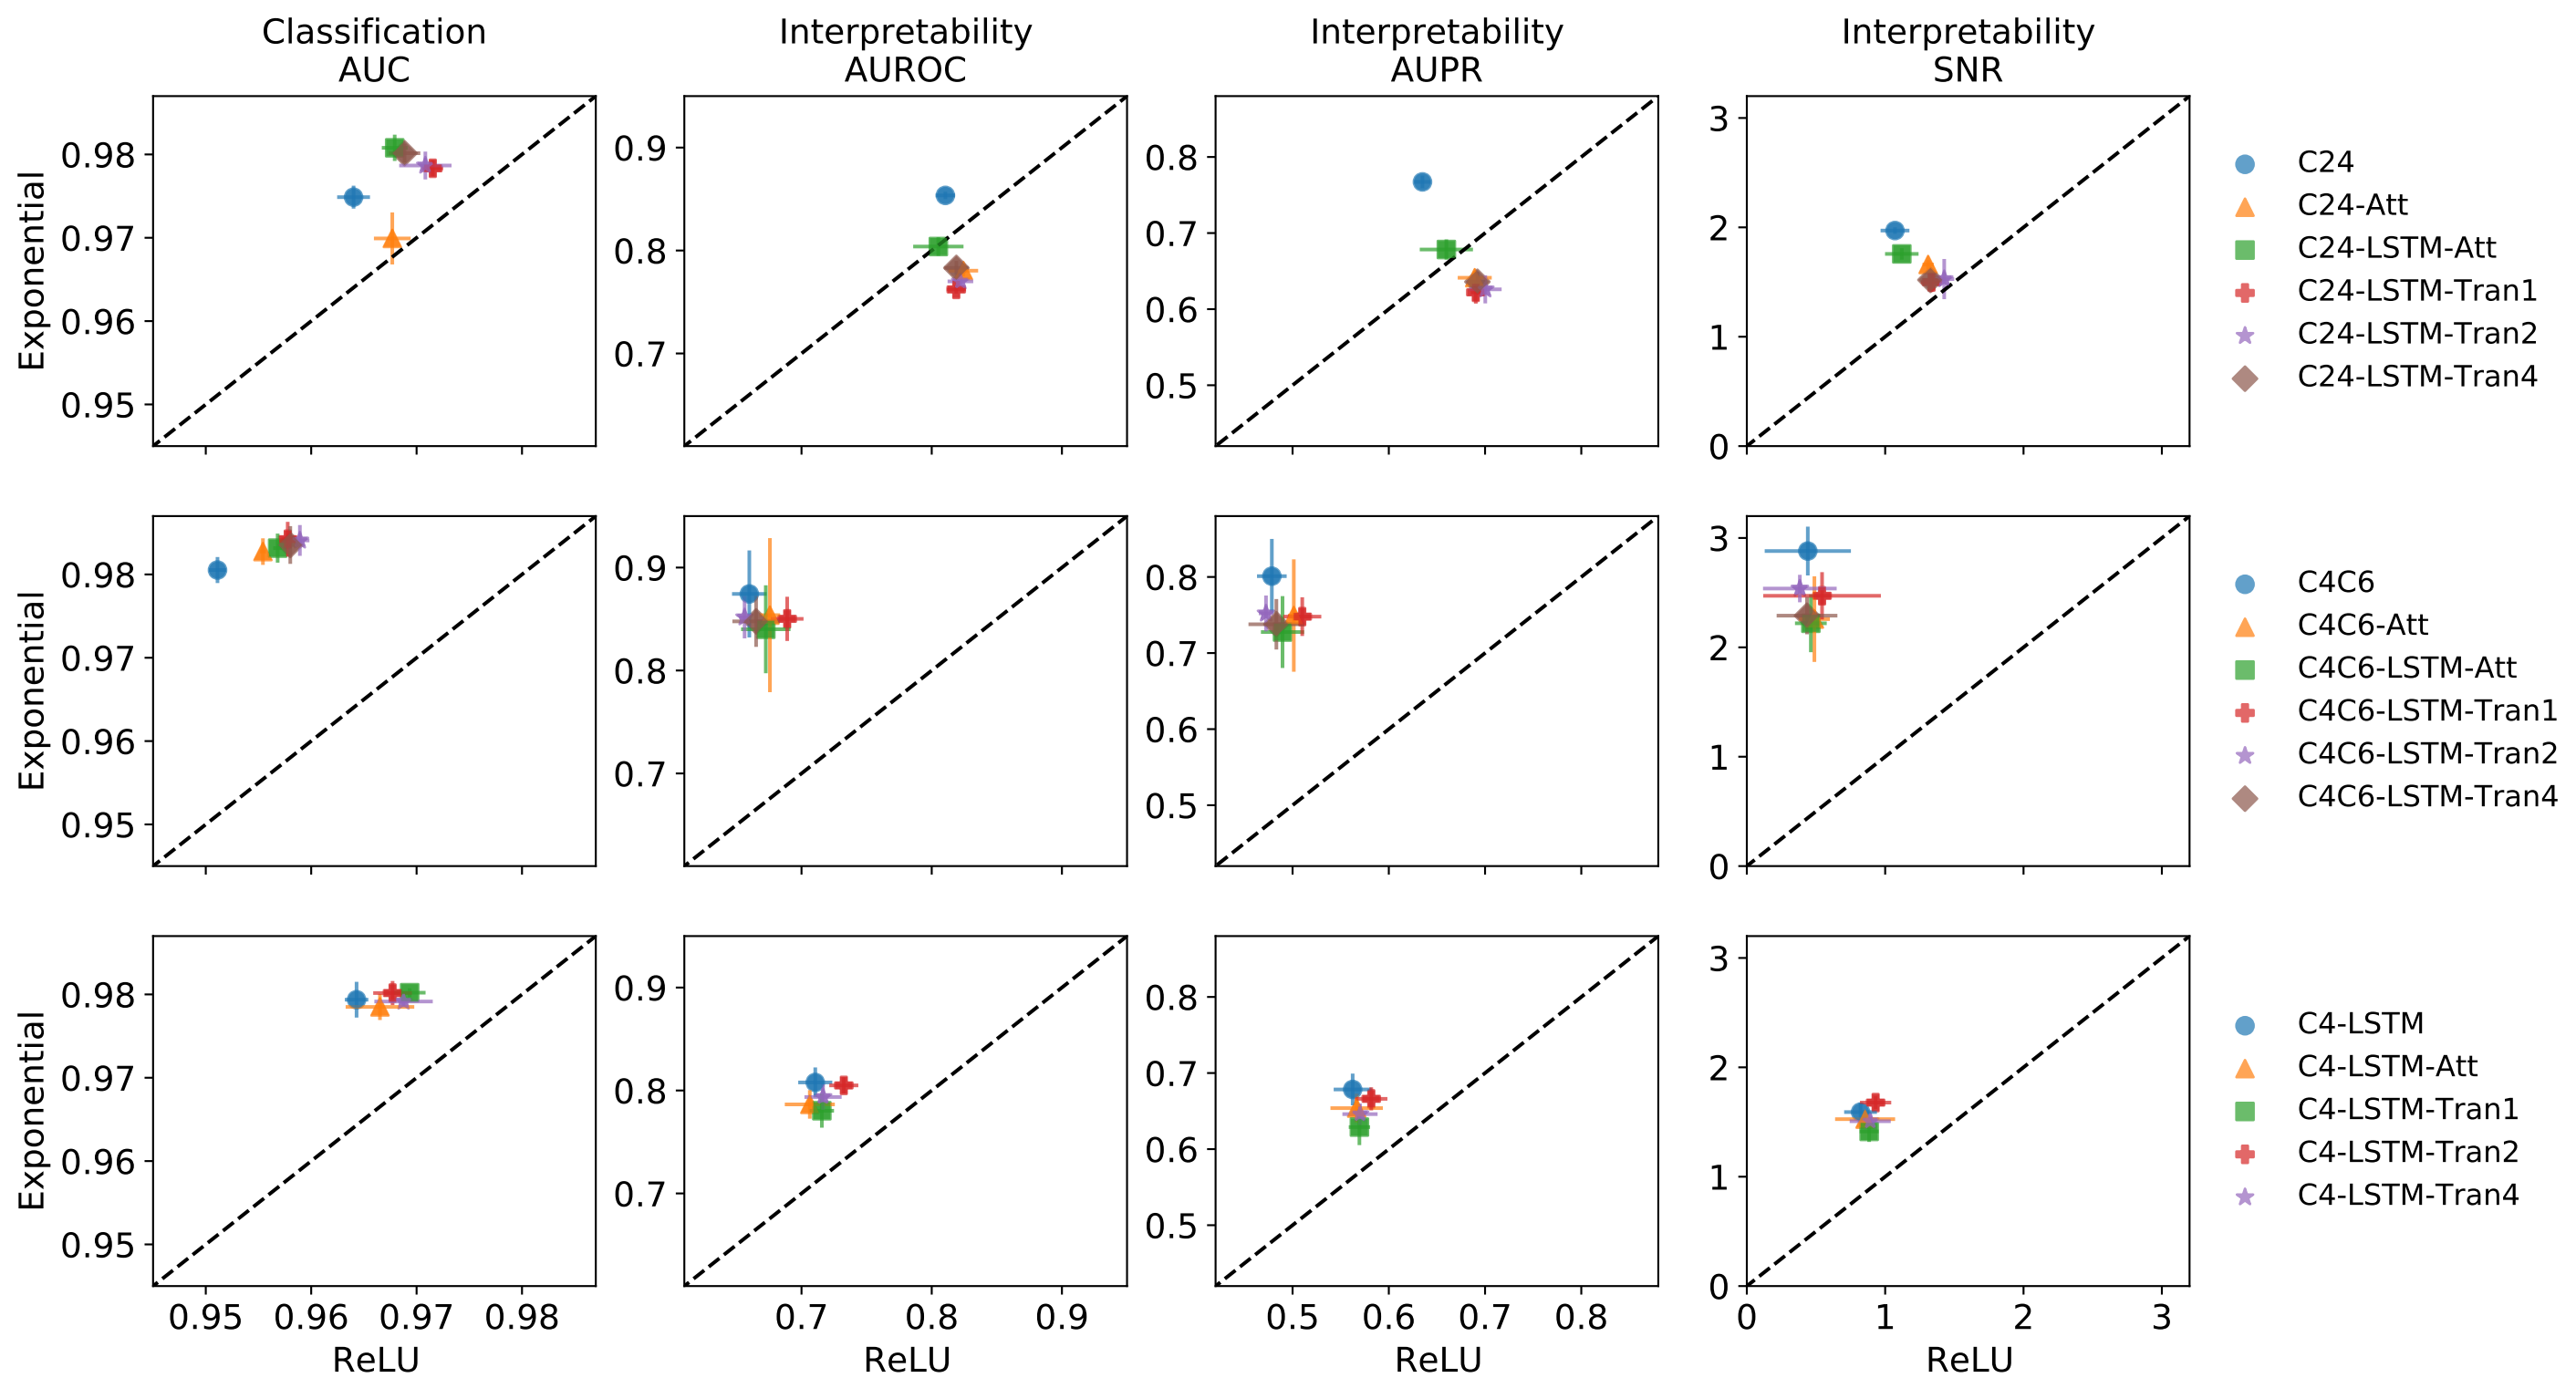 Classification
AUC
Interpretability
AUROC
Interpretability
AUPR
Interpretability
SNR
Exponential
0.98
0.97
0.96
0.95
0.9
0.8
0.7
0.8
0.7
0.6
0.5
3
2
1
0
C24
C24-Att
C24-LSTM-Att
C24-LSTM-Tran1
C24-LSTM-Tran2
C24-LSTM-Tran4
Exponential
0.98
0.97
0.96
0.95
0.9
0.8
0.7
0.8
0.7
0.6
0.5
3
2
1
0
C4C6
C4C6-Att
C4C6-LSTM-Att
C4C6-LSTM-Tran1
C4C6-LSTM-Tran2
C4C6-LSTM-Tran4
Exponential
0.98
0.97
0.96
0.95
0.9
0.8
0.7
0.8
0.7
0.6
0.5
3
2
1
0
C4-LSTM
C4-LSTM-Att
C4-LSTM-Tran1
C4-LSTM-Tran2
C4-LSTM-Tran4
0.95 0.96 0.97 0.98
0.7 0.8 0.9
0.5 0.6 0.7 0.8
0 1 2 3
ReLU
ReLU
ReLU
ReLU